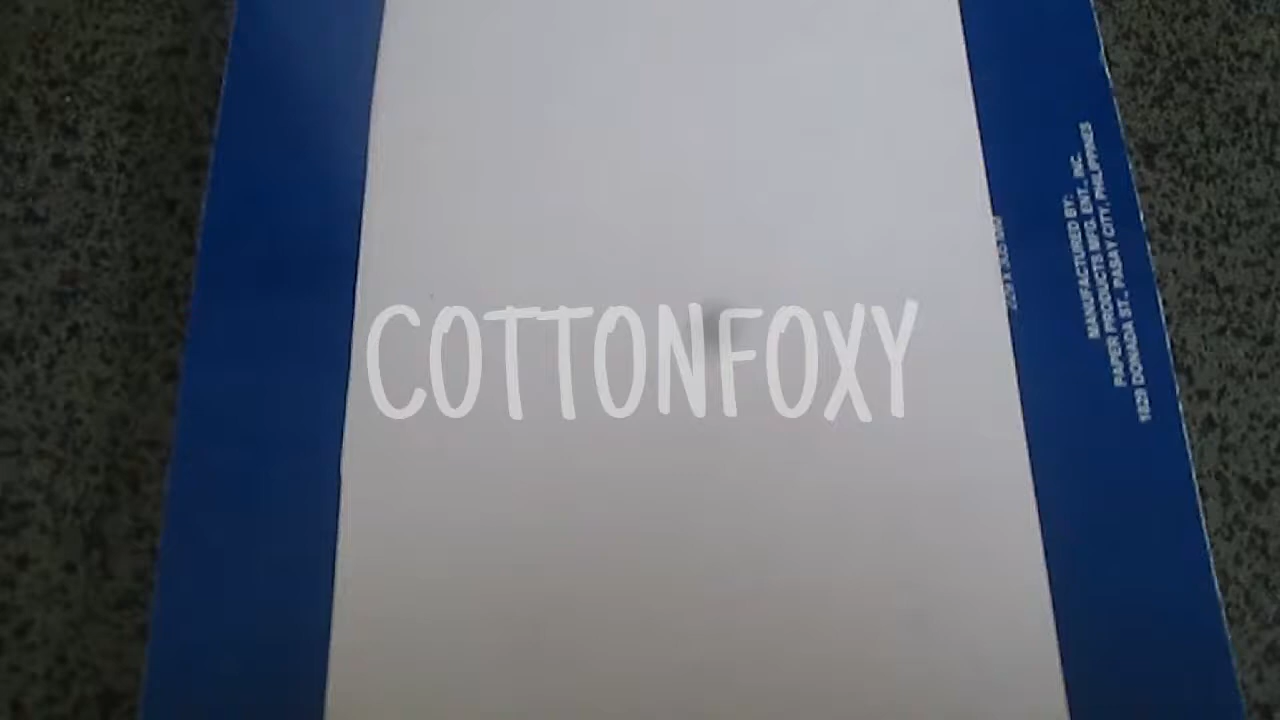 COTTONFOXY
MANUFACTURED BY:
PAPER PRODUCTS MFG. ENT., INC.
1829 DONADA ST., PASAY CITY, PHILIPPINES